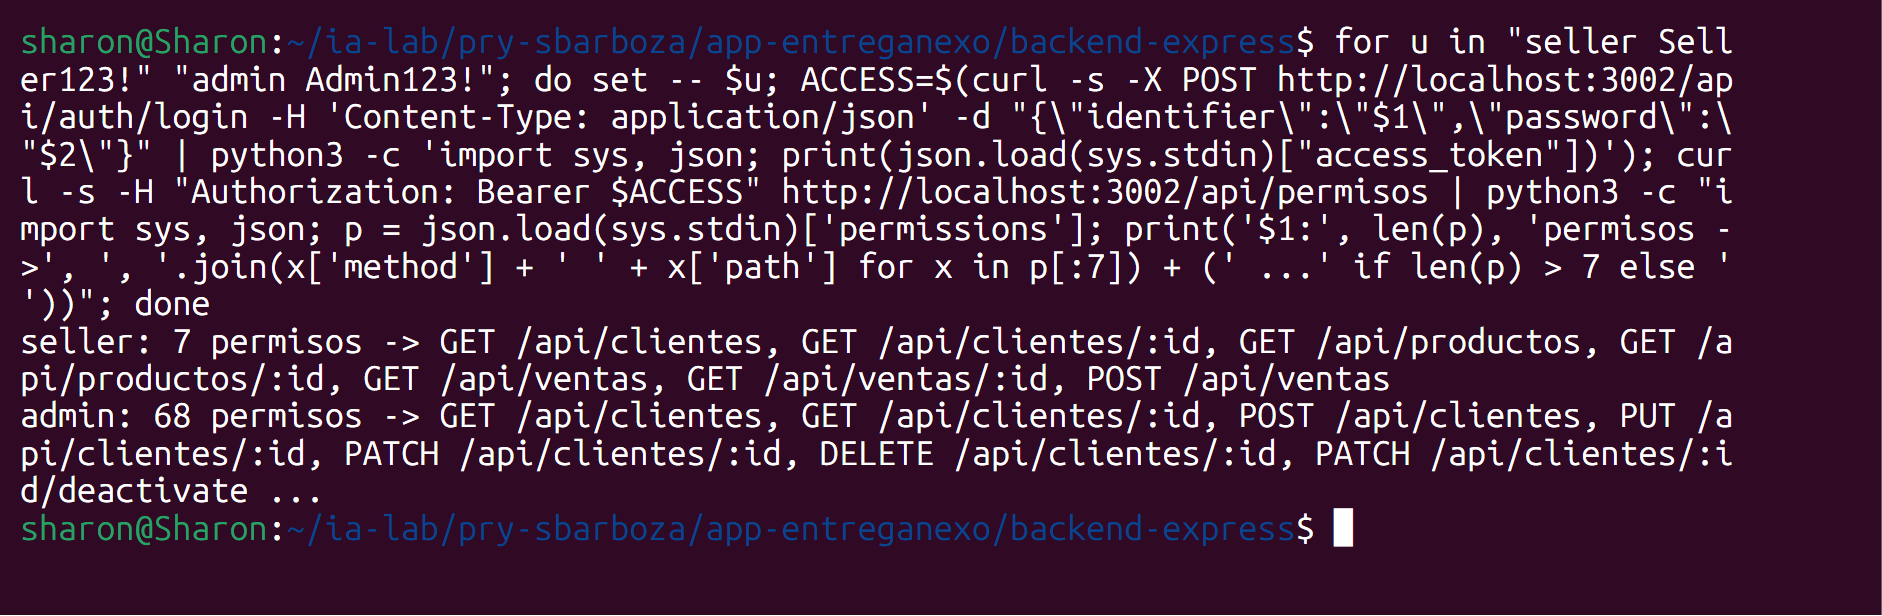 sharon@Sharon:~/ia-lab/pry-sbarboza/app-entreganexo/backend-express$ for u in "seller Sell
er123!" "admin Admin123!"; do set -- $u; ACCESS=$(curl -s -X POST http://localhost:3002/ap
i/auth/login -H 'Content-Type: application/json' -d "{\"identifier\":\"$1\",\"password\":\
"$2\"}" | python3 -c 'import sys, json; print(json.load(sys.stdin)["access_token"])'); cur
l -s -H "Authorization: Bearer $ACCESS" http://localhost:3002/api/permisos | python3 -c "i
mport sys, json; p = json.load(sys.stdin)['permissions']; print('$1:', len(p), 'permisos -
>', ', '.join(x['method'] + ' ' + x['path'] for x in p[:7]) + (' ...' if len(p) > 7 else '
'))"; done
seller: 7 permisos -> GET /api/clientes, GET /api/clientes/:id, GET /api/productos, GET /a
pi/productos/:id, GET /api/ventas, GET /api/ventas/:id, POST /api/ventas
admin: 68 permisos -> GET /api/clientes, GET /api/clientes/:id, POST /api/clientes, PUT /a
pi/clientes/:id, PATCH /api/clientes/:id, DELETE /api/clientes/:id, PATCH /api/clientes/:i
d/deactivate ...
sharon@Sharon:~/ia-lab/pry-sbarboza/app-entreganexo/backend-express$